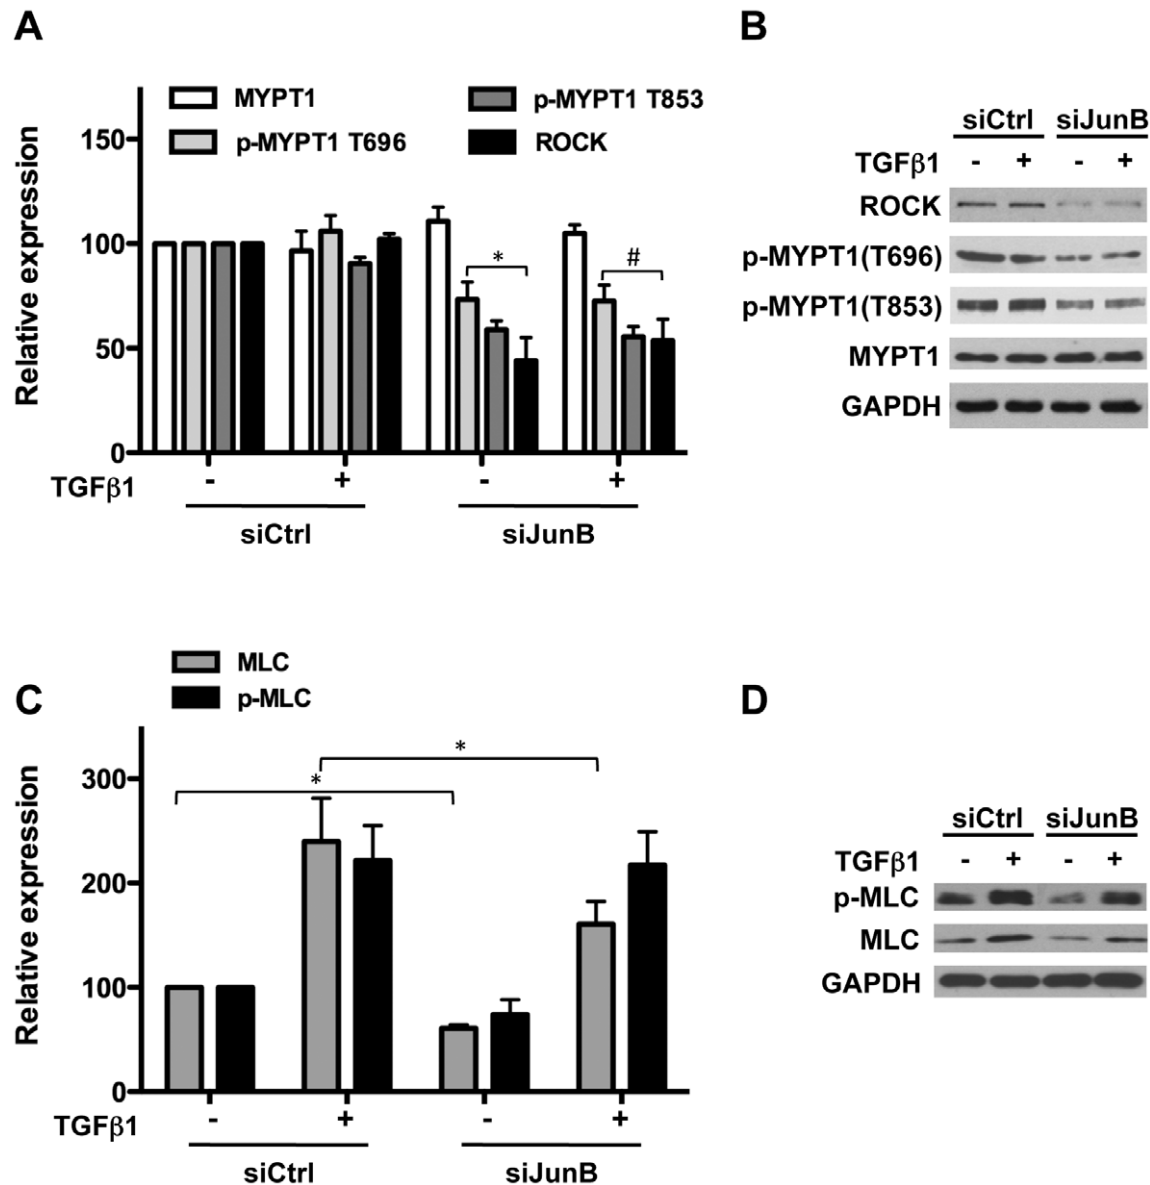 A
MYPT1
p-MYPT1 T853
p-MYPT1 T696
ROCK
Relative expression
150
100
50
0
*
#
TGFβ1 - + - +
siCtrl siJunB
B
siCtrl siJunB
TGFβ1 - + - +
ROCK
p-MYPT1(T696)
p-MYPT1(T853)
MYPT1
GAPDH
C
MLC
p-MLC
Relative expression
300
200
100
0
*
*
TGFβ1 - + - +
siCtrl siJunB
D
siCtrl siJunB
TGFβ1 - + - +
p-MLC
MLC
GAPDH